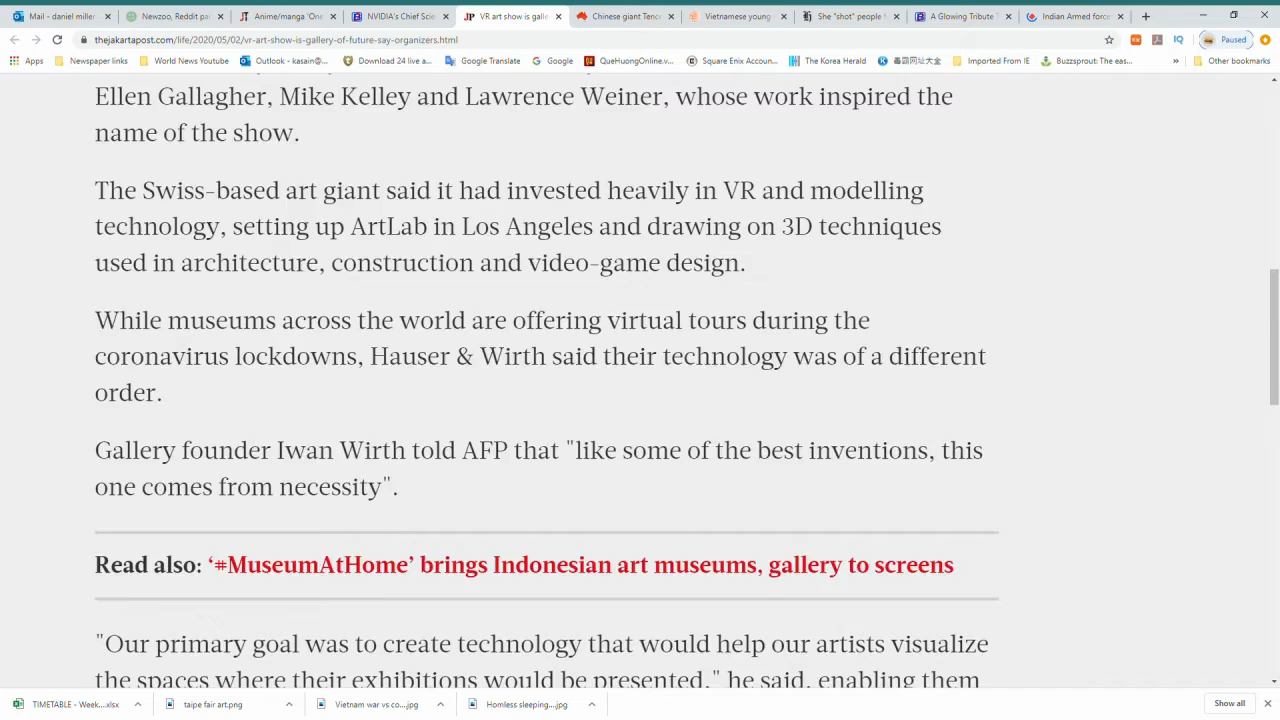 Mail - daniel miller
Newzoo, Reddit pa
Anime/manga 'One
NVIDIA's Chief Scie
JP VR art show is galle
Chinese giant Tenc
Vietnamese young
She "shot" people f
A Glowing Tribute T
Indian Armed force
thejakartapost.com/life/2020/05/02/vr-art-show-is-gallery-of-future-say-organizers.html
IQ
Paused
Apps
Newspaper links
World News Youtube
Outlook - kasain@...
Download 24 live a...
Google Translate
Google
QueHuongOnline.v...
Square Enix Accoun...
The Korea Herald
毒霸网址大全
Imported From IE
Buzzsprout: The eas...
»
Other bookmarks
Ellen Gallagher, Mike Kelley and Lawrence Weiner, whose work inspired the
name of the show.
The Swiss-based art giant said it had invested heavily in VR and modelling
technology, setting up ArtLab in Los Angeles and drawing on 3D techniques
used in architecture, construction and video-game design.
While museums across the world are offering virtual tours during the
coronavirus lockdowns, Hauser & Wirth said their technology was of a different
order.
Gallery founder Iwan Wirth told AFP that "like some of the best inventions, this
one comes from necessity".
Read also: ‘#MuseumAtHome’ brings Indonesian art museums, gallery to screens
"Our primary goal was to create technology that would help our artists visualize
the spaces where their exhibitions would be presented," he said, enabling them
TIMETABLE - Week....xlsx
taipe fair art.png
Vietnam war vs co....jpg
Homless sleeping....jpg
Show all